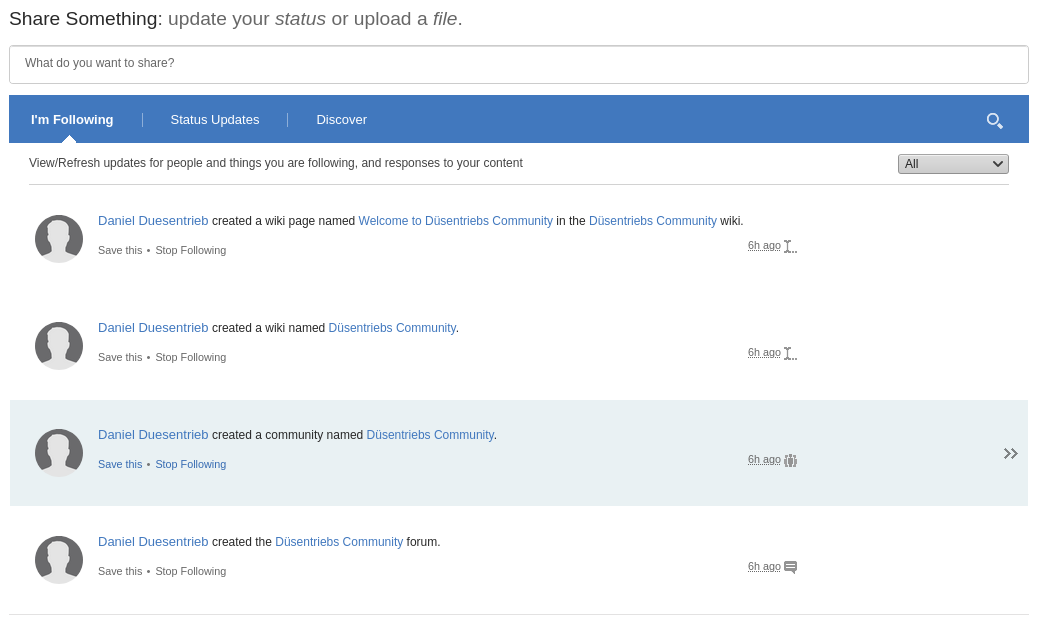 Share Something: update your status or upload a file.
What do you want to share?
I'm Following | Status Updates | Discover
View/Refresh updates for people and things you are following, and responses to your content All
Daniel Duesentrieb created a wiki page named Welcome to Düsentriebs Community in the Düsentriebs Community wiki.
Save this • Stop Following 6h ago
Daniel Duesentrieb created a wiki named Düsentriebs Community.
Save this • Stop Following 6h ago
Daniel Duesentrieb created a community named Düsentriebs Community.
Save this • Stop Following 6h ago
Daniel Duesentrieb created the Düsentriebs Community forum.
Save this • Stop Following 6h ago